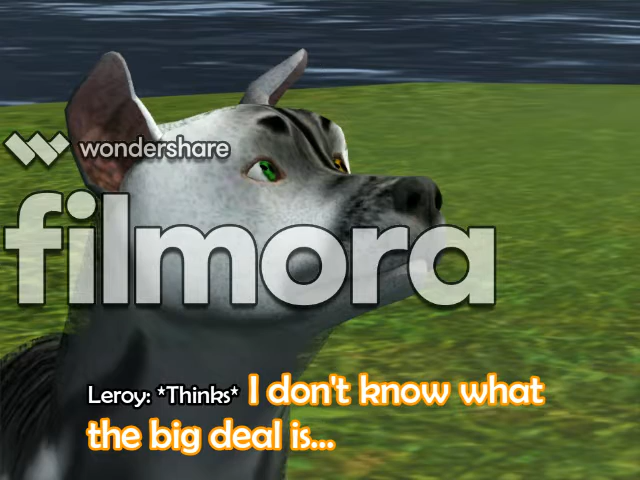 wondershare
filmora
Leroy: *Thinks* I don't know what
the big deal is...